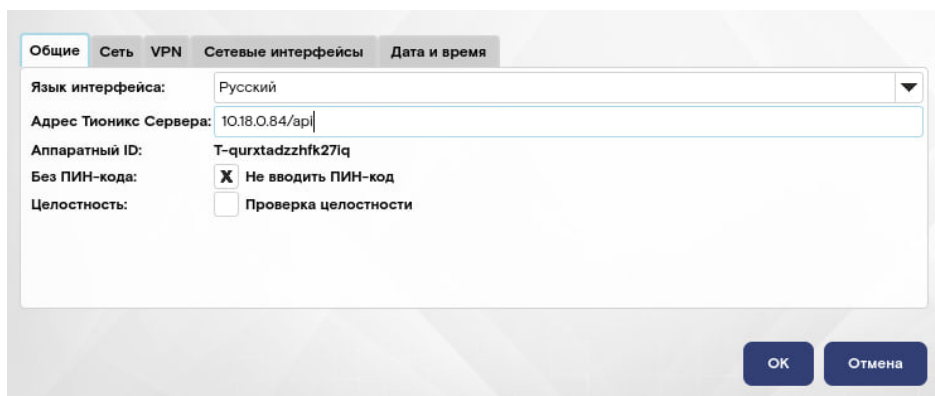 Общие Сеть VPN Сетевые интерфейсы Дата и время
Язык интерфейса: Русский
Адрес Тионикс Сервера: 10.18.0.84/api
Аппаратный ID: T-qurxtadzzhfk27iq
Без ПИН-кода: X Не вводить ПИН-код
Целостность: Проверка целостности
ОК Отмена